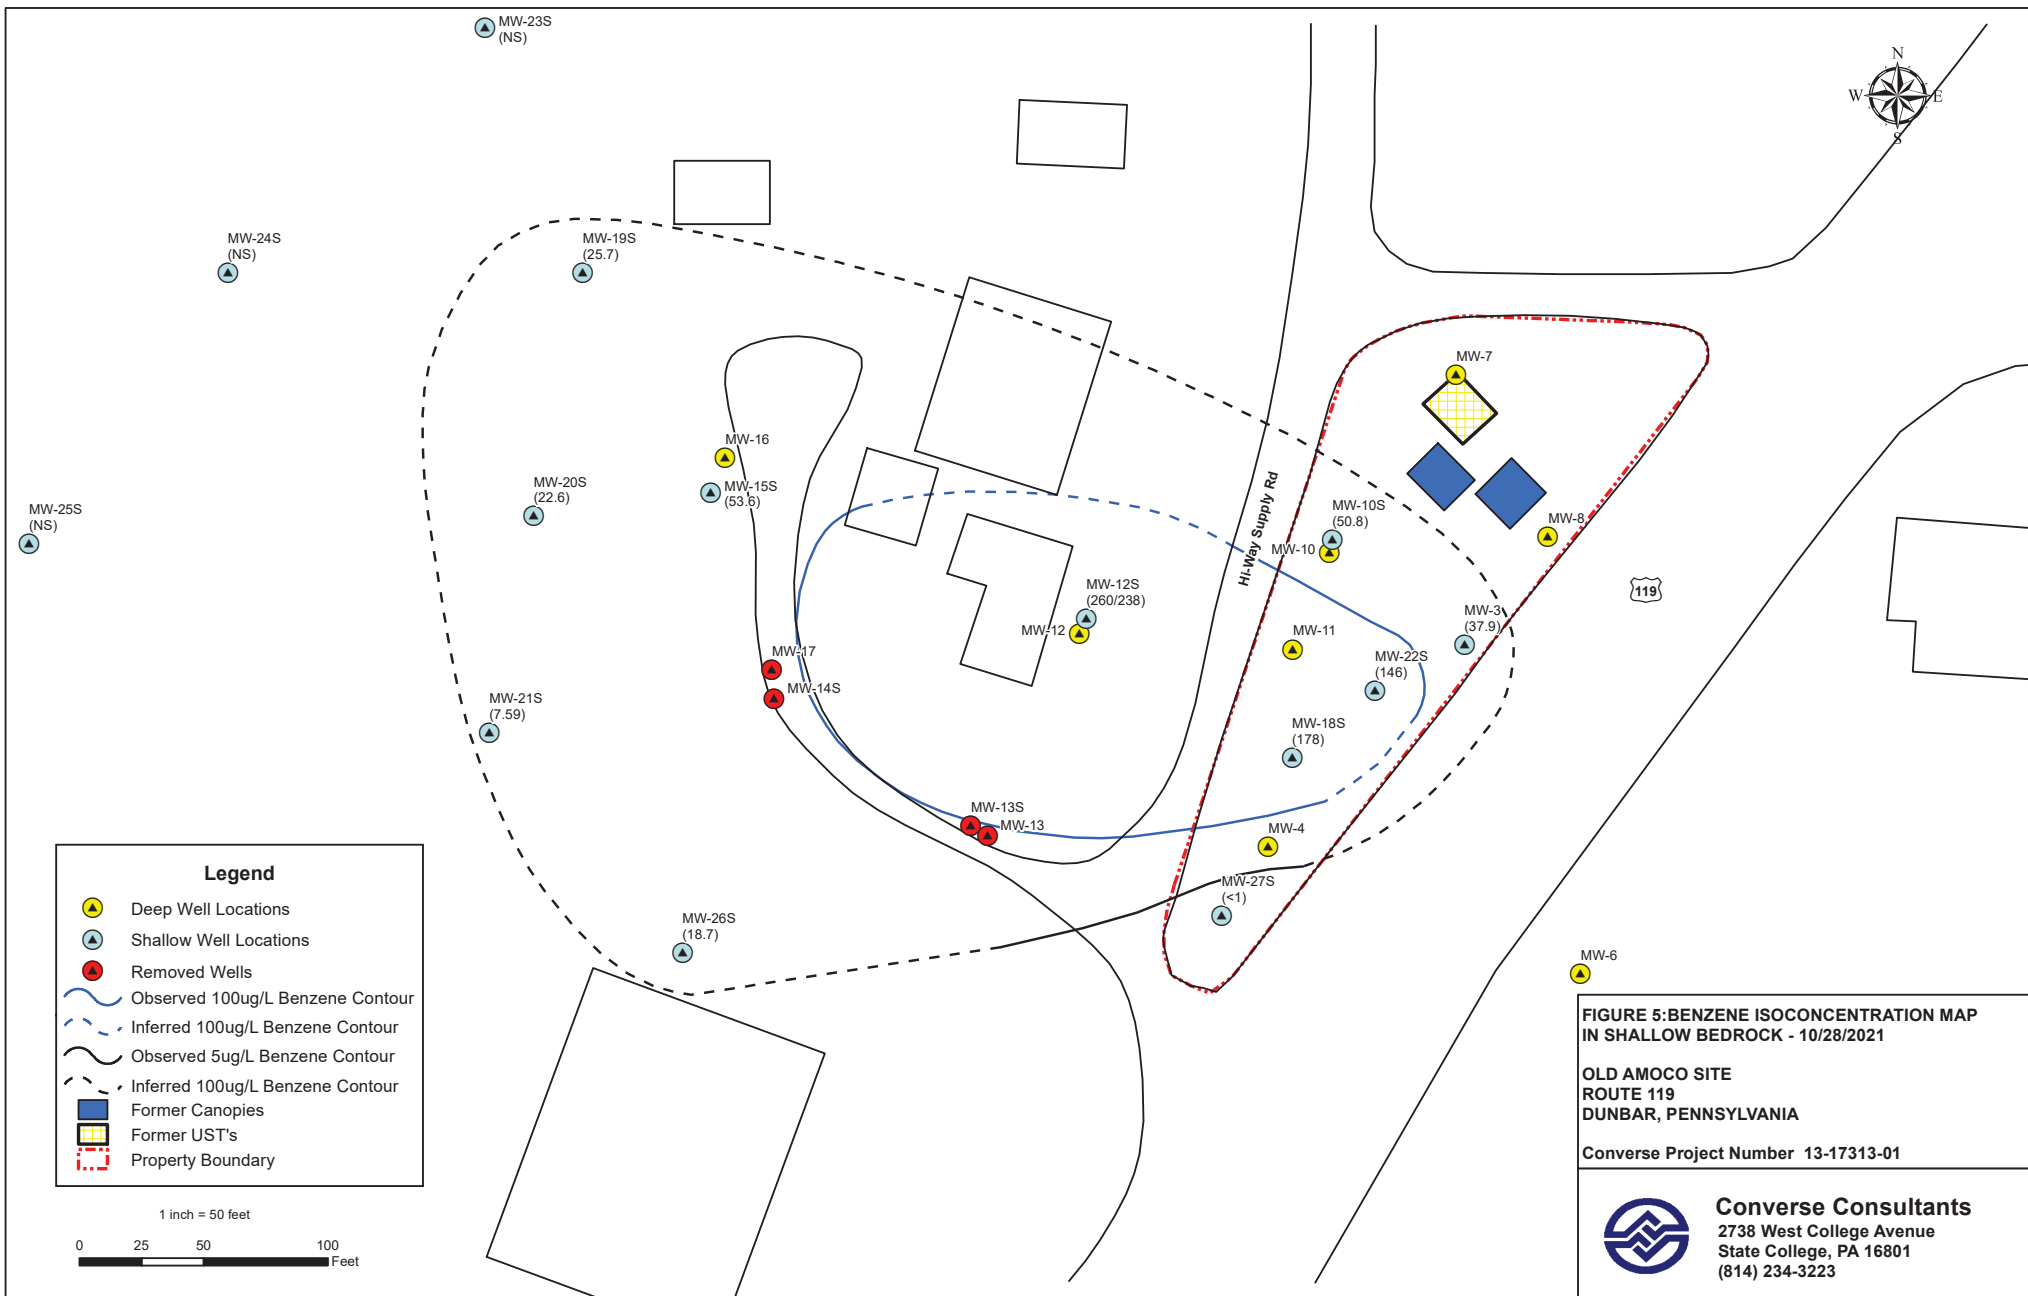 MW-23S
(NS)
N
W
E
S
MW-24S
(NS)
MW-19S
(25.7)
MW-7
MW-16
MW-15S
(53.6)
MW-20S
(22.6)
MW-25S
(NS)
Hi-Way Supply Rd
MW-10S
(50.8)
MW-10
MW-8
MW-12S
(260/238)
MW-12
119
MW-3
(37.9)
MW-11
MW-22S
(146)
MW-17
MW-14S
MW-21S
(7.59)
MW-18S
(178)
MW-13S
MW-13
MW-4
MW-27S
(<1)
MW-26S
(18.7)
MW-6
Legend
Deep Well Locations
Shallow Well Locations
Removed Wells
Observed 100ug/L Benzene Contour
Inferred 100ug/L Benzene Contour
Observed 5ug/L Benzene Contour
Inferred 100ug/L Benzene Contour
Former Canopies
Former UST's
Property Boundary
1 inch = 50 feet
0 25 50 100
Feet
FIGURE 5:BENZENE ISOCONCENTRATION MAP
IN SHALLOW BEDROCK - 10/28/2021
OLD AMOCO SITE
ROUTE 119
DUNBAR, PENNSYLVANIA
Converse Project Number 13-17313-01
Converse Consultants
2738 West College Avenue
State College, PA 16801
(814) 234-3223